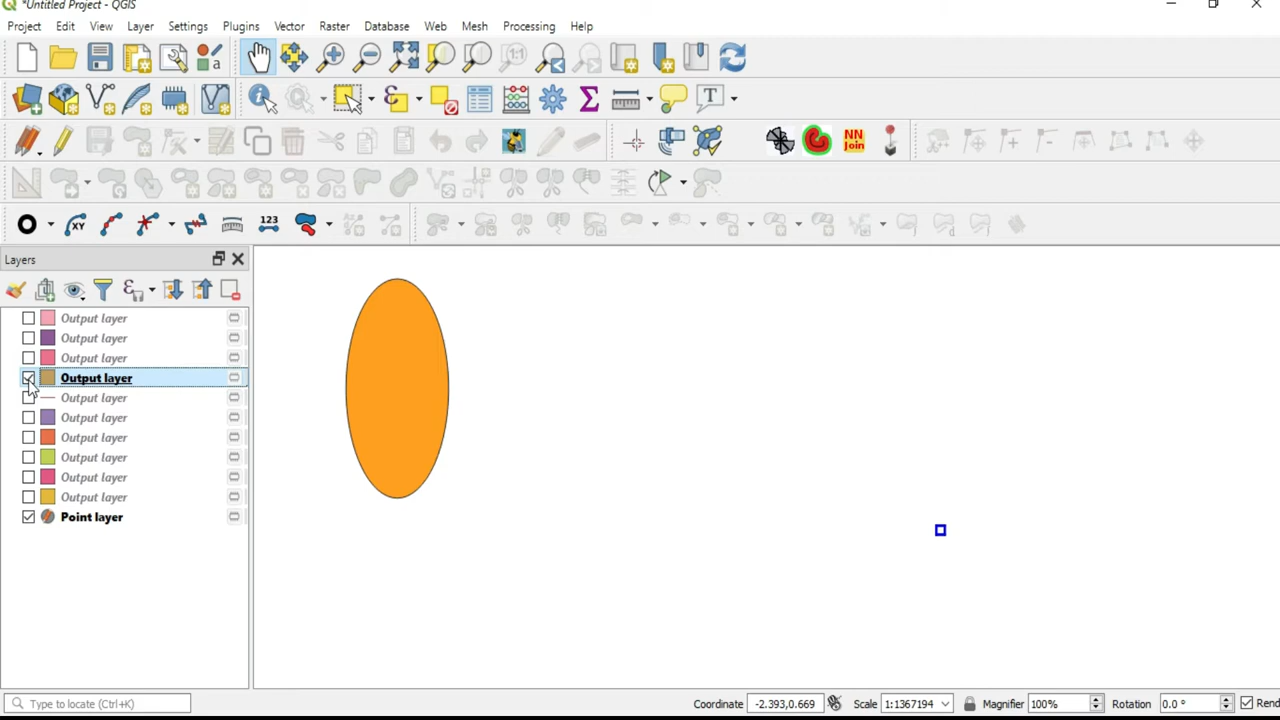 *Untitled Project - QGIS
Project Edit View Layer Settings Plugins Vector Raster Database Web Mesh Processing Help
1:1
T
NN
Join
XY 123
Layers
Output layer
Output layer
Output layer
Output layer
Output layer
Output layer
Output layer
Output layer
Output layer
Output layer
Point layer
Type to locate (Ctrl+K) Coordinate -2.393,0.669 Scale 1:1367194 Magnifier 100% Rotation 0.0 ° Rend